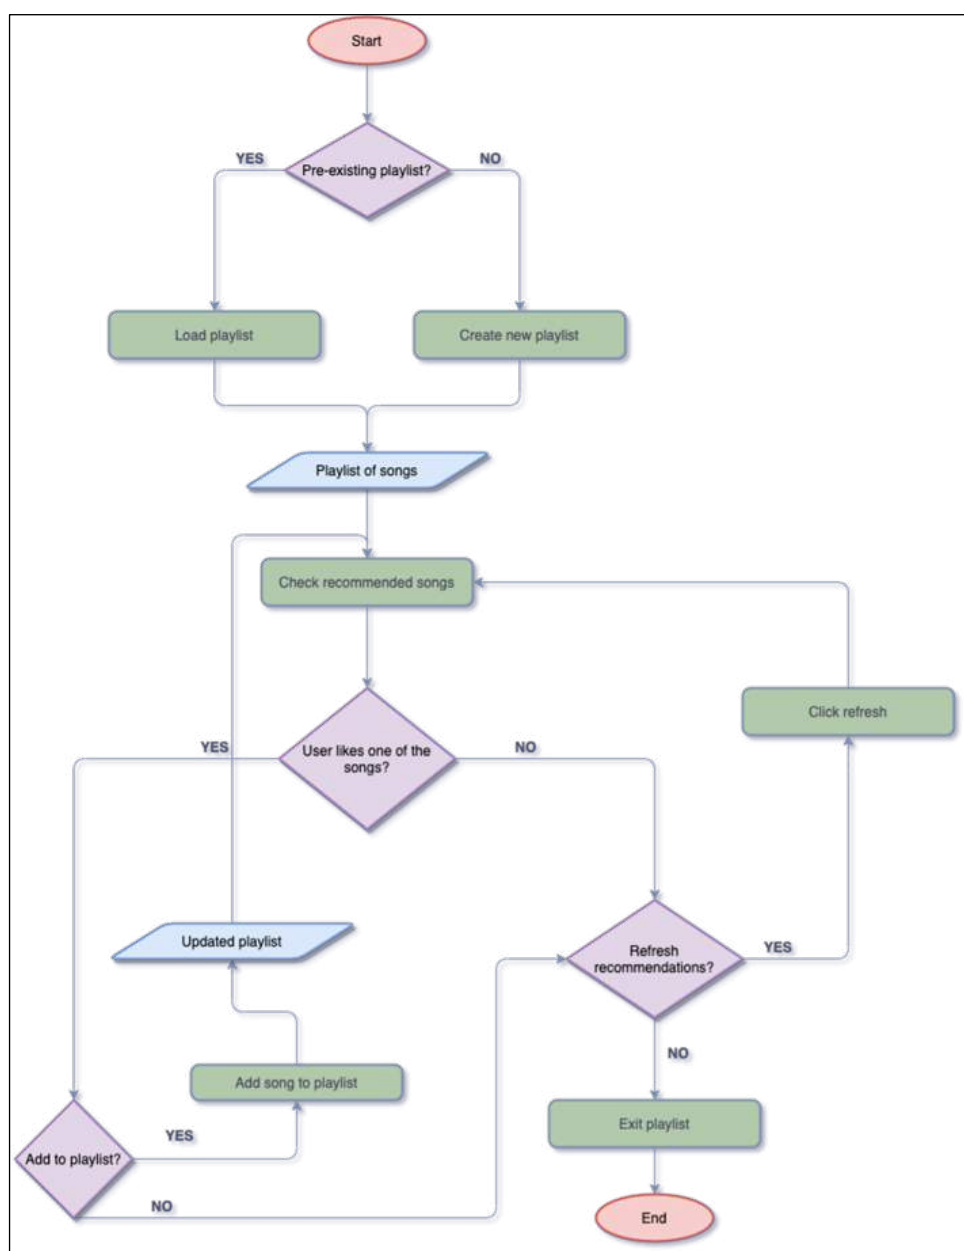 Start
YES
NO
Pre-existing playlist?
Load playlist
Create new playlist
Playlist of songs
Check recommended songs
Click refresh
YES
NO
User likes one of the
songs?
Updated playlist
Refresh
recommendations?
YES
NO
Add song to playlist
Exit playlist
YES
Add to playlist?
NO
End